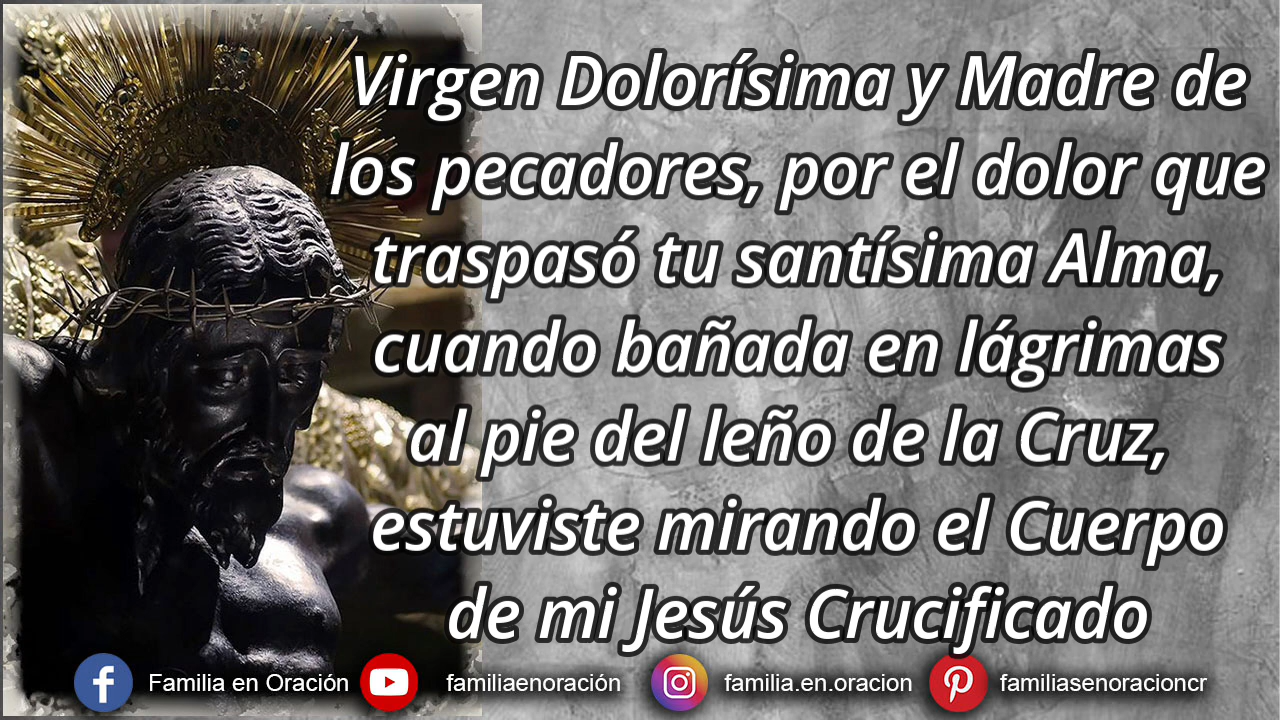 Virgen Dolorísima y Madre de
los pecadores, por el dolor que
traspasó tu santísima Alma,
cuando bañada en lágrimas
al pie del leño de la Cruz,
estuviste mirando el Cuerpo
de mi Jesús Crucificado
Familia en Oración familiaenoración familia.en.oracion familiasenoracioncr